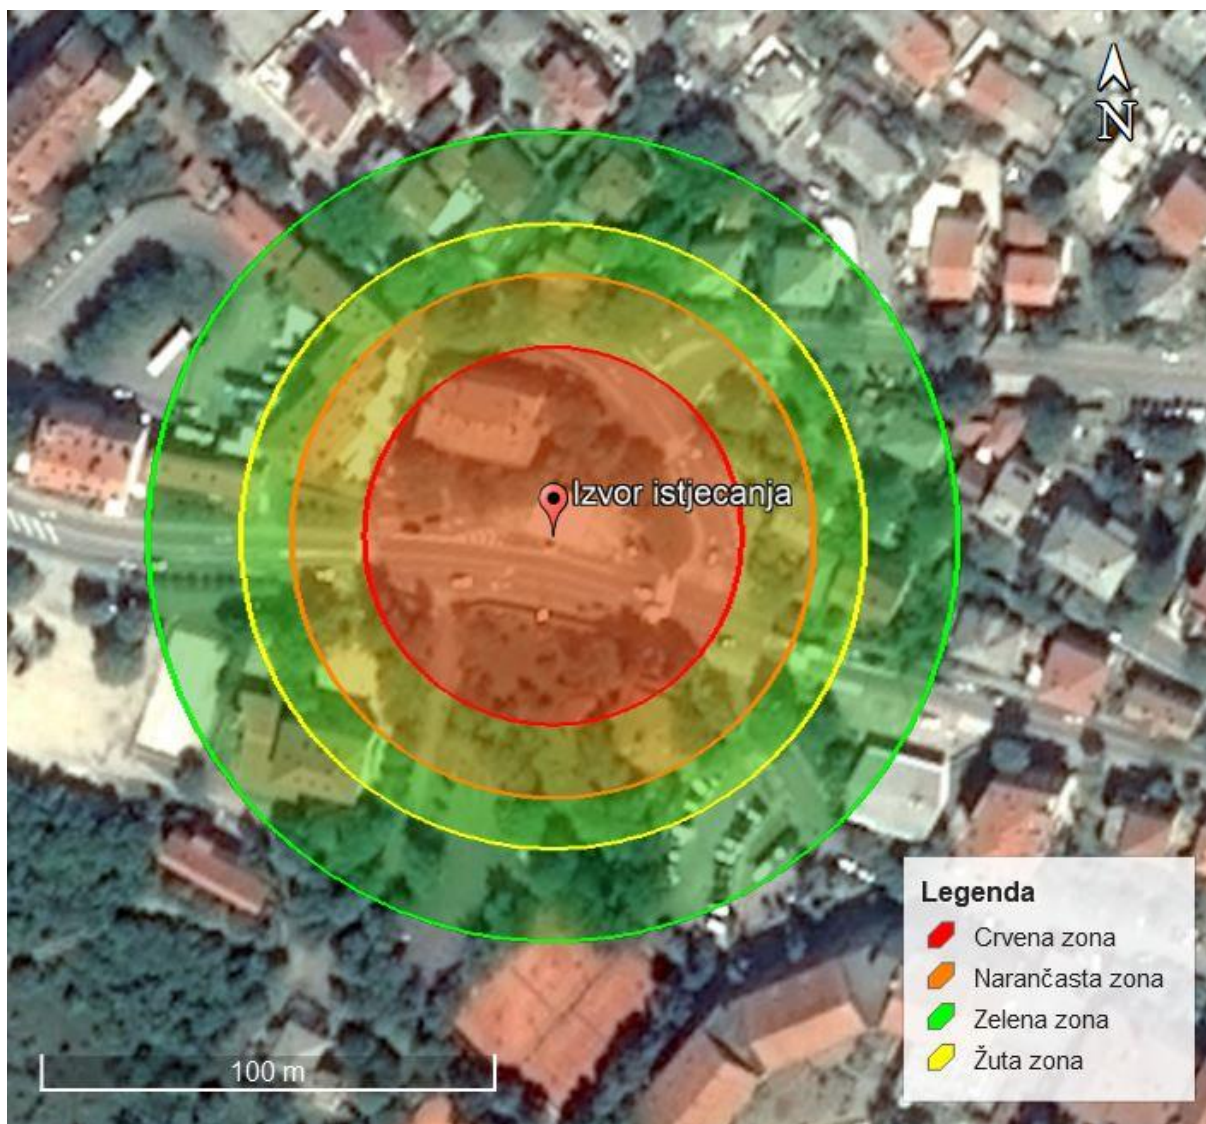 N
Izvor istjecanja
Legenda
Crvena zona
Narančasta zona
Zelena zona
Žuta zona
100 m